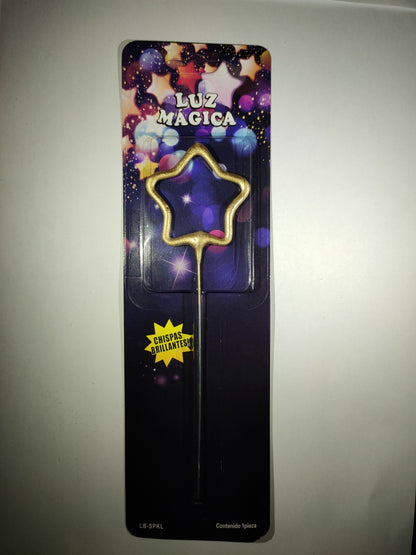 LUZ
MÁGICA
CHISPAS
BRILLANTES!
LB-SPKL
Contenido 1pieza